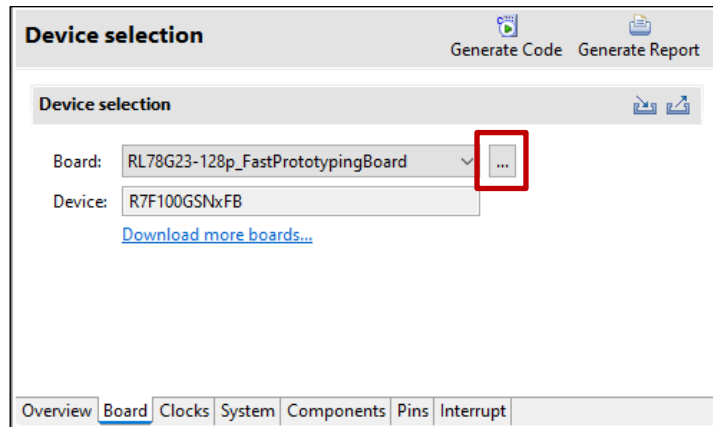 Device selection
Generate Code Generate Report
Device selection
Board: RL78G23-128p_FastPrototypingBoard ...
Device: R7F100GSNxFB
Download more boards...
Overview Board Clocks System Components Pins Interrupt